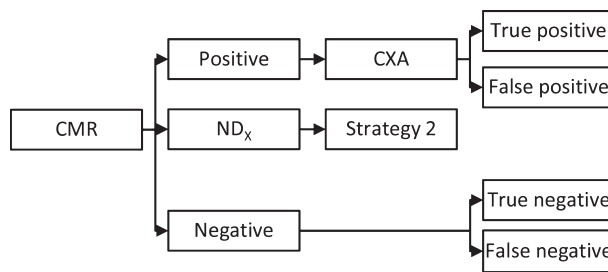 True positive
Positive
CXA
False positive
CMR
NDX
Strategy 2
True negative
Negative
False negative